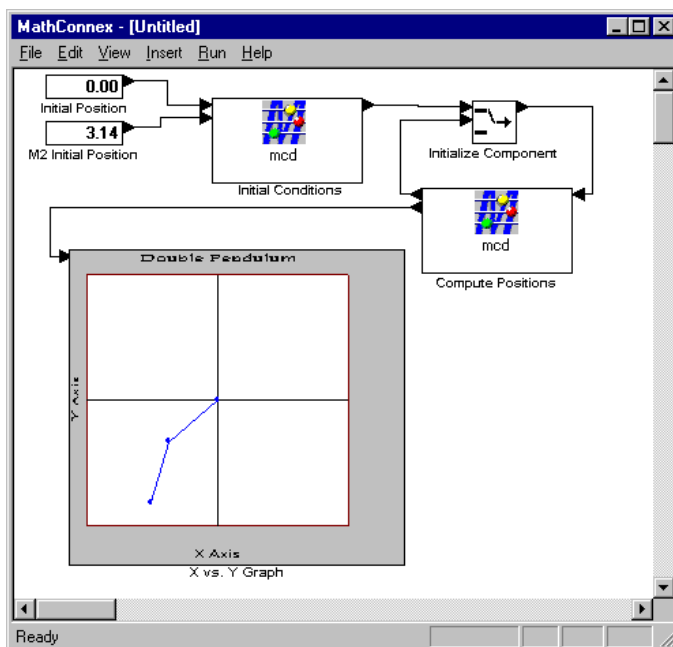 MathConnex - [Untitled]
File Edit View Insert Run Help
0.00
Initial Position
3.14
M2 Initial Position
mcd
Initial Conditions
Initialize Component
mcd
Compute Positions
Double Pendulum
Y Axis
X Axis
X vs. Y Graph
Ready